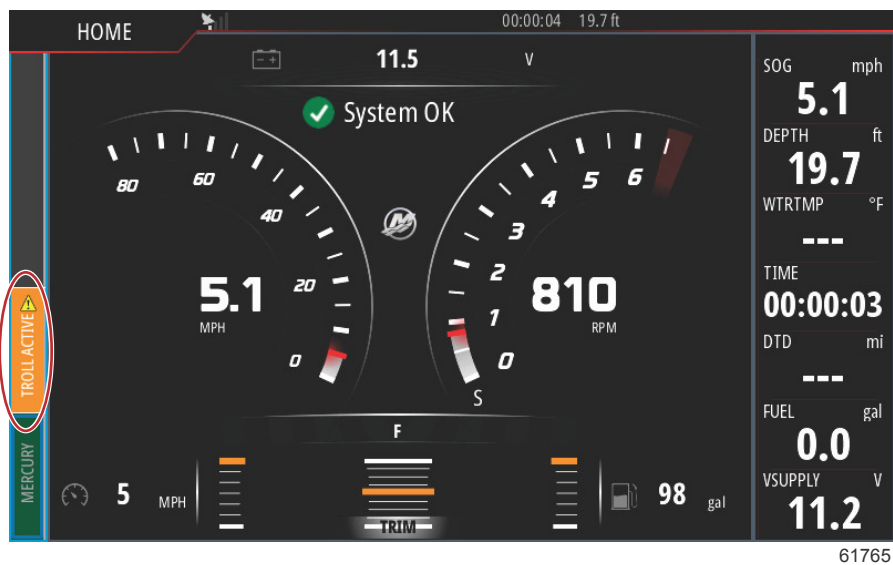 HOME
00:00:04 19.7 ft
11.5 V
System OK
80 60 40 20 0
5.1
MPH
0 1 2 3 4 5 6
810
RPM
S
F
5 MPH
TRIM
98 gal
TROLL ACTIVE
MERCURY
SOG mph
5.1
DEPTH ft
19.7
WTRTMP °F
---
TIME
00:00:03
DTD mi
---
FUEL gal
0.0
VSUPPLY V
11.2
61765